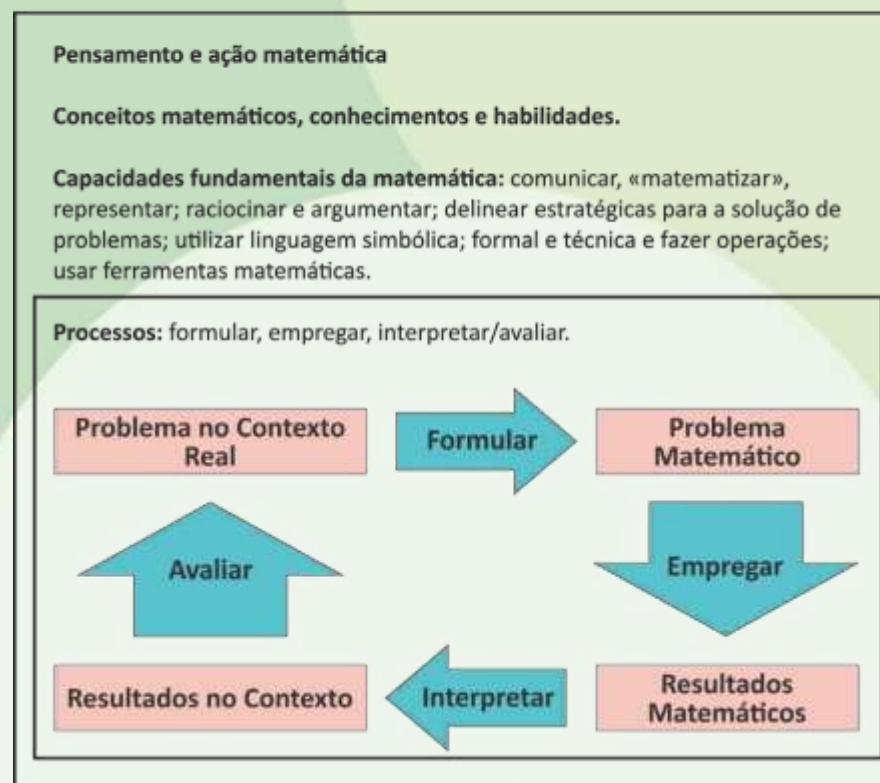 Pensamento e ação matemática
Conceitos matemáticos, conhecimentos e habilidades.
Capacidades fundamentais da matemática: comunicar, «matematizar»,
representar; raciocinar e argumentar; delinear estratégicas para a solução de
problemas; utilizar linguagem simbólica; formal e técnica e fazer operações;
usar ferramentas matemáticas.
Processos: formular, empregar, interpretar/avaliar.
Problema no Contexto
Real
Formular
Problema
Matemático
Avaliar
Empregar
Resultados no Contexto
Interpretar
Resultados
Matemáticos